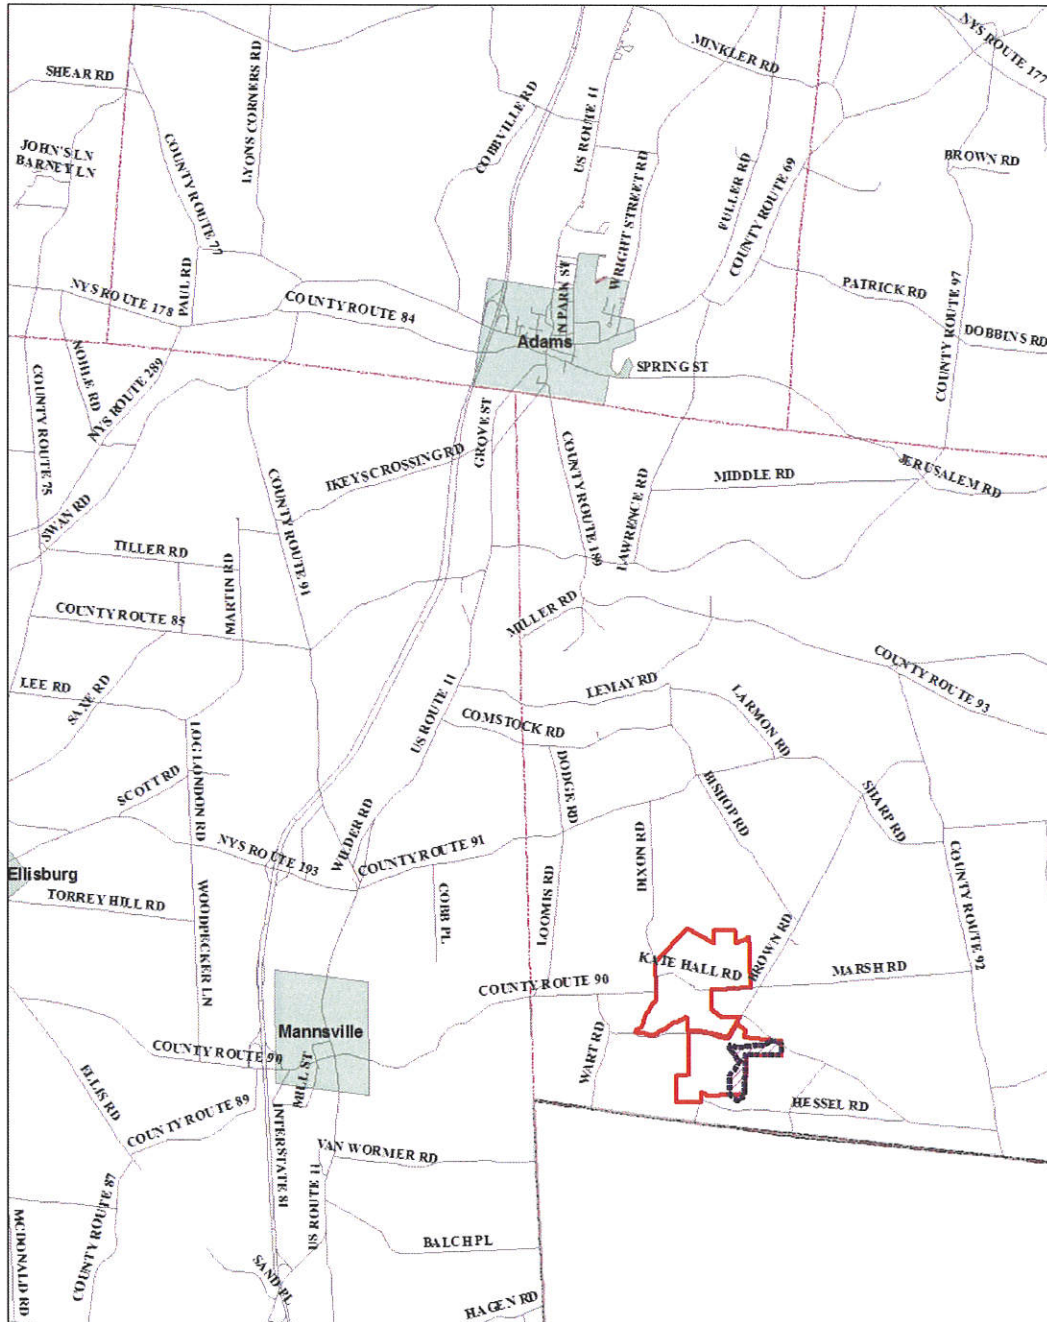 NYS ROUTE 177
MINKLER RD
SHEAR RD
LYONS CORNERS RD
COBBVILLE RD
US ROUTE 11
JOHN'S LN
BARNEY LN
COUNTY ROUTE 77
WRIGHT STREET RD
FULLER RD
COUNTY ROUTE 69
BROWN RD
PAUL RD
NYS ROUTE 178
COUNTY ROUTE 84
N PARK ST
PATRICK RD
COUNTY ROUTE 97
DOBBINS RD
Adams
SPRING ST
NOHLE RD
NYS ROUTE 289
COUNTY ROUTE 75
GROVE ST
IKEYS CROSSING RD
COUNTY ROUTE 189
LAWRENCE RD
MIDDLE RD
JERUSALEM RD
SWAN RD
TILLER RD
MARTIN RD
COUNTY ROUTE 91
COUNTY ROUTE 85
MILLER RD
LEE RD
SAXE RD
US ROUTE 11
LEMAY RD
COMSTOCK RD
LARMON RD
COUNTY ROUTE 93
SCOTT RD
LOG LONDON RD
DODGE RD
BISHOP RD
SHARP RD
NYS ROUTE 193
WILDER RD
COUNTY ROUTE 91
DIXON RD
COUNTY ROUTE 92
Ellisburg
TORREY HILL RD
WOODPECKER LN
COBB PL
LOOMIS RD
KATE HALL RD
BROWN RD
MARSH RD
COUNTY ROUTE 90
Mannsville
COUNTY ROUTE 90
MILL ST
WART RD
ELLIS RD
COUNTY ROUTE 89
INTERSTATE 81
HESSEL RD
VAN WORMER RD
US ROUTE 11
COUNTY ROUTE 87
MCDONALD RD
BALCH PL
SAND PL
HAGEN RD